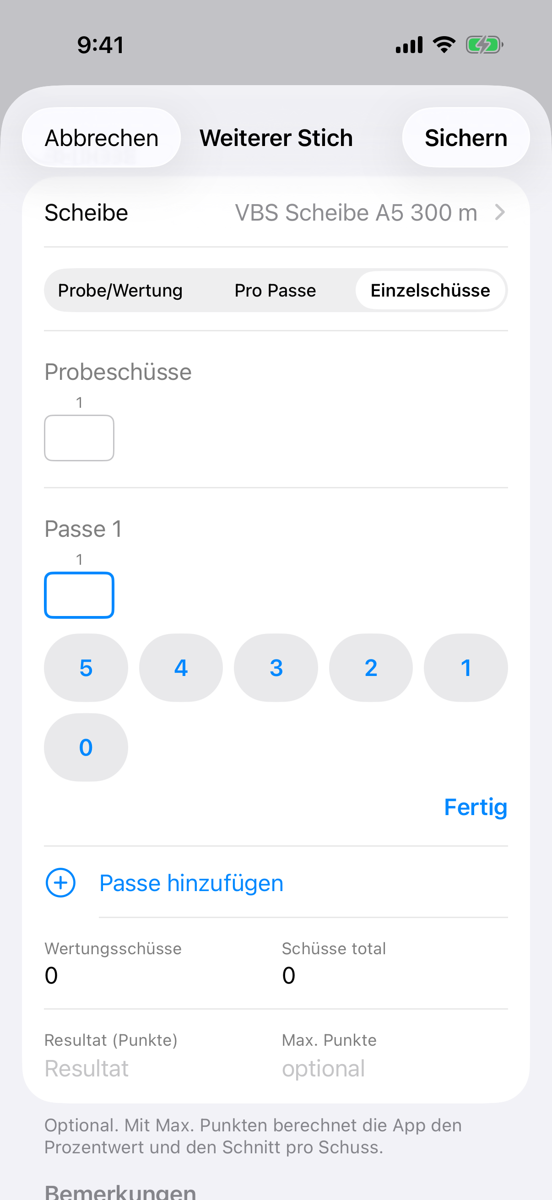 9:41
Abbrechen Weiterer Stich Sichern
Scheibe VBS Scheibe A5 300 m
Probe/Wertung Pro Passe Einzelschüsse
Probeschüsse
1
Passe 1
1
5 4 3 2 1
0
Fertig
Passe hinzufügen
Wertungsschüsse Schüsse total
0 0
Resultat (Punkte) Max. Punkte
Resultat optional
Optional. Mit Max. Punkten berechnet die App den
Prozentwert und den Schnitt pro Schuss.
Bemerkungen